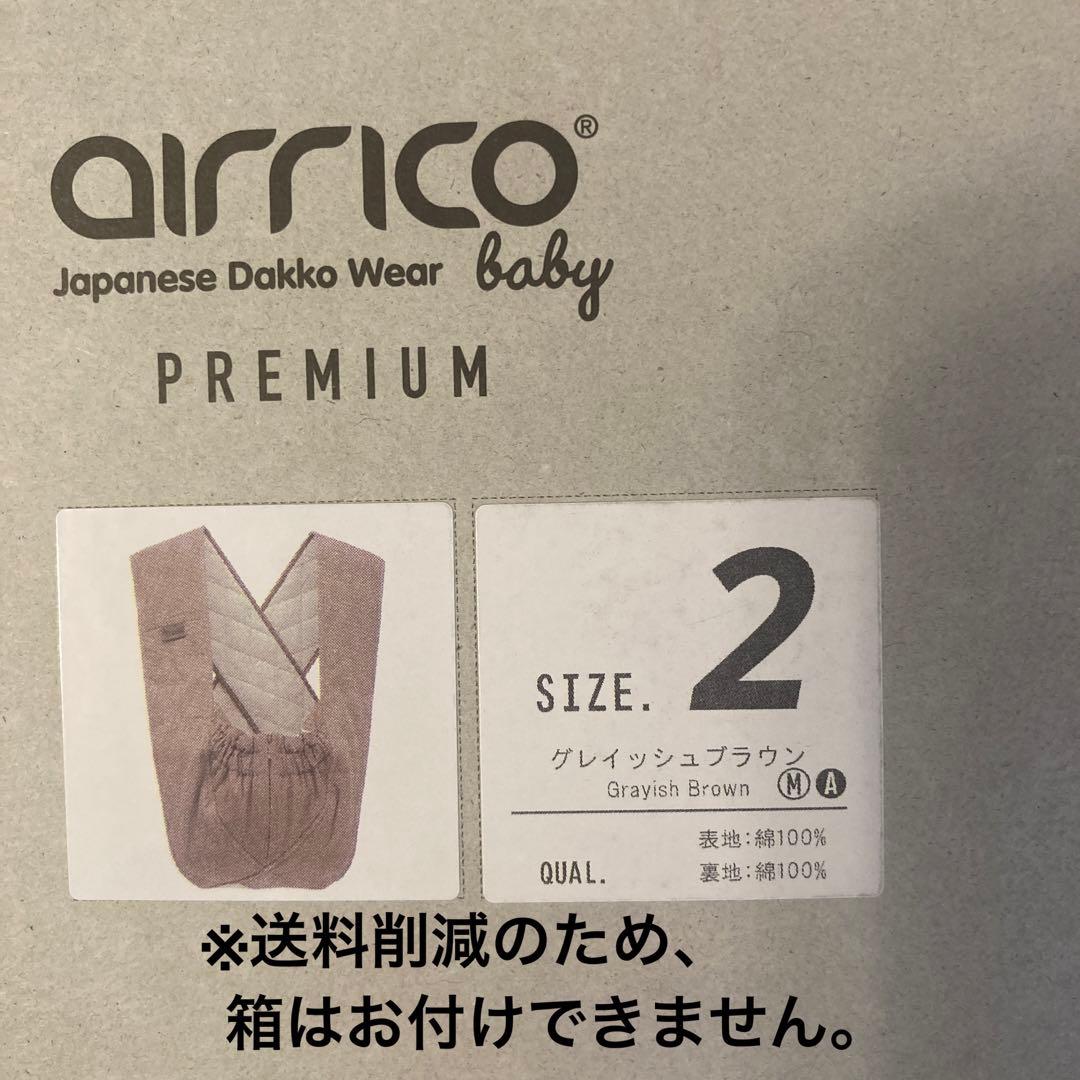 airrico®
Japanese Dakko Wear baby
PREMIUM
SIZE. 2
グレイッシュブラウン
Grayish Brown Ⓜ🅐
表地:綿100%
QUAL. 裏地:綿100%
※送料削減のため、
箱はお付けできません。